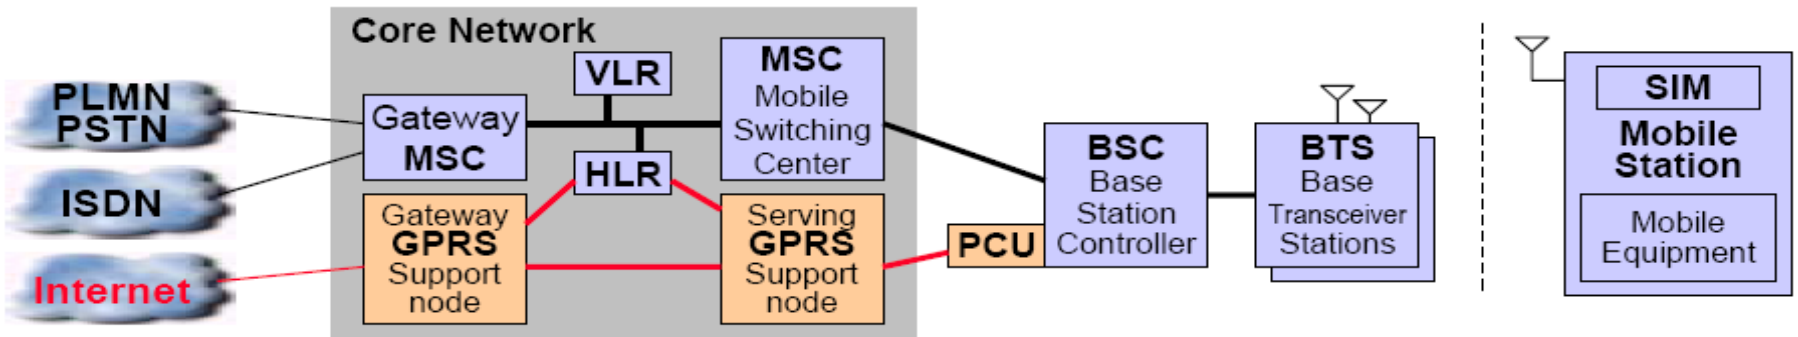 Core Network
PLMN
PSTN
ISDN
Internet
Gateway
MSC
VLR
HLR
MSC
Mobile
Switching
Center
Gateway
GPRS
Support
node
Serving
GPRS
Support
node
PCU
BSC
Base
Station
Controller
BTS
Base
Transceiver
Stations
SIM
Mobile
Station
Mobile
Equipment